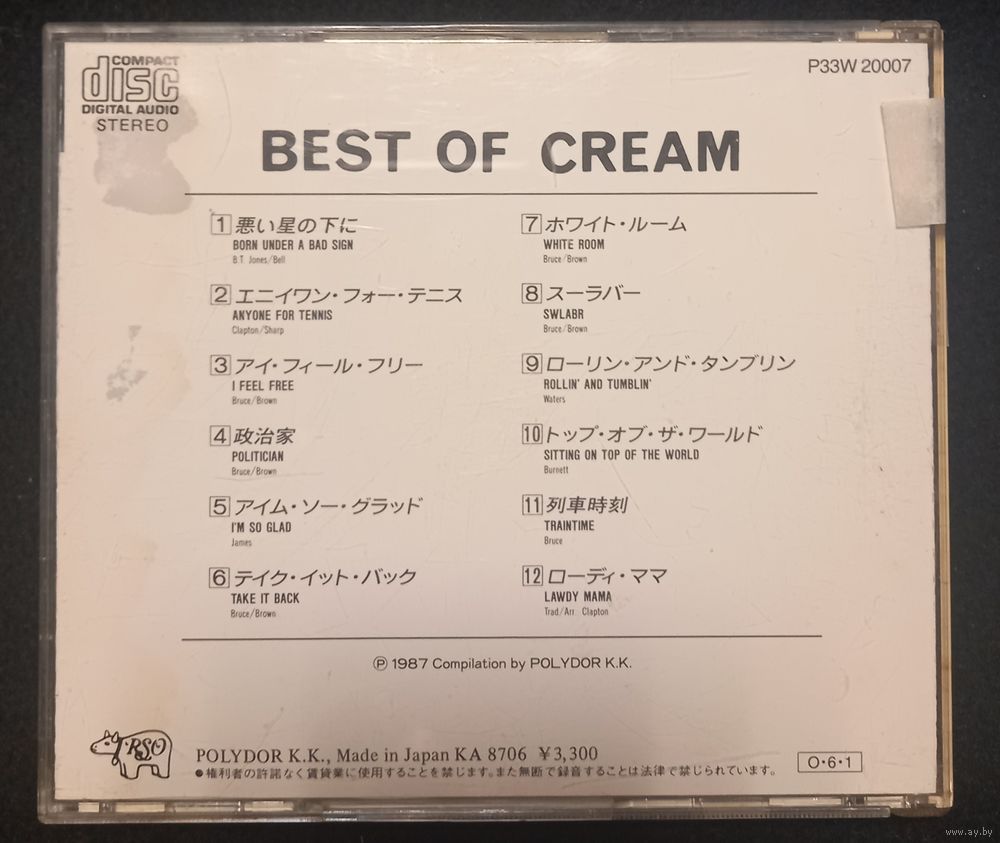 COMPACT
disc
DIGITAL AUDIO
STEREO
P33W 20007
BEST OF CREAM
1 悪い星の下に
BORN UNDER A BAD SIGN
B.T. Jones/Bell
2 エニイワン・フォー・テニス
ANYONE FOR TENNIS
Clapton/Sharp
3 アイ・フィール・フリー
I FEEL FREE
Bruce/Brown
4 政治家
POLITICIAN
Bruce/Brown
5 アイム・ソー・グラッド
I'M SO GLAD
James
6 テイク・イット・バック
TAKE IT BACK
Bruce/Brown
7 ホワイト・ルーム
WHITE ROOM
Bruce/Brown
8 スーラバー
SWLABR
Bruce/Brown
9 ローリン・アンド・タンブリン
ROLLIN' AND TUMBLIN'
Waters
10 トップ・オブ・ザ・ワールド
SITTING ON TOP OF THE WORLD
Burnett
11 列車時刻
TRAINTIME
Bruce
12 ローディ・ママ
LAWDY MAMA
Trad/Arr. Clapton
Ⓟ 1987 Compilation by POLYDOR K.K.
RSO
POLYDOR K.K., Made in Japan KA 8706 ￥3,300
●権利者の許諾なく賃貸業に使用することを禁じます。また無断で録音することは法律で禁じられています。
O・6・1
www.ay.by